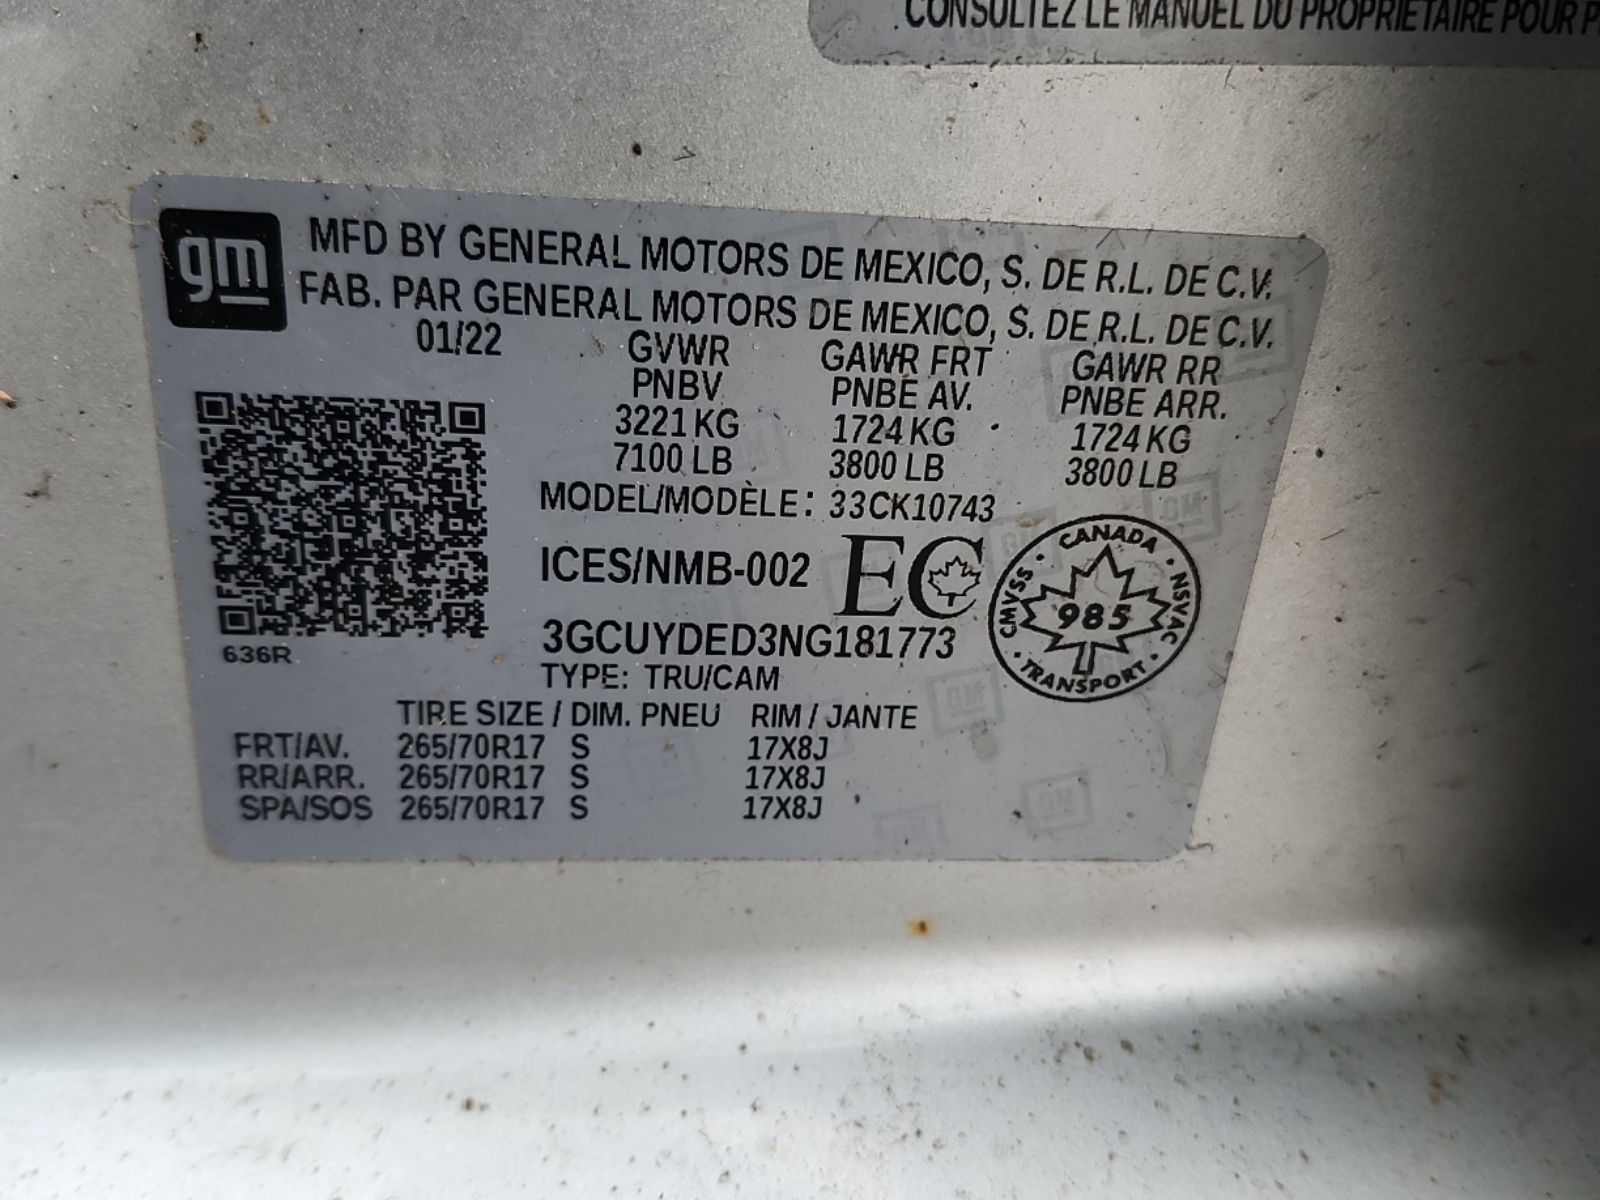 CONSULTEZ LE MANUEL DU PROPRIÉTAIRE POUR
gm
MFD BY GENERAL MOTORS DE MEXICO, S. DE R.L. DE C.V.
FAB. PAR GENERAL MOTORS DE MEXICO, S. DE R.L. DE C.V.
01/22 GVWR GAWR FRT GAWR RR
PNBV PNBE AV. PNBE ARR.
3221 KG 1724 KG 1724 KG
7100 LB 3800 LB 3800 LB
MODEL/MODÈLE: 33CK10743
ICES/NMB-002 EC
CANADA
CMVSS 985 NSVAC
TRANSPORT
3GCUYDED3NG181773
636R
TYPE: TRU/CAM
TIRE SIZE / DIM. PNEU RIM / JANTE
FRT/AV. 265/70R17 S 17X8J
RR/ARR. 265/70R17 S 17X8J
SPA/SOS 265/70R17 S 17X8J